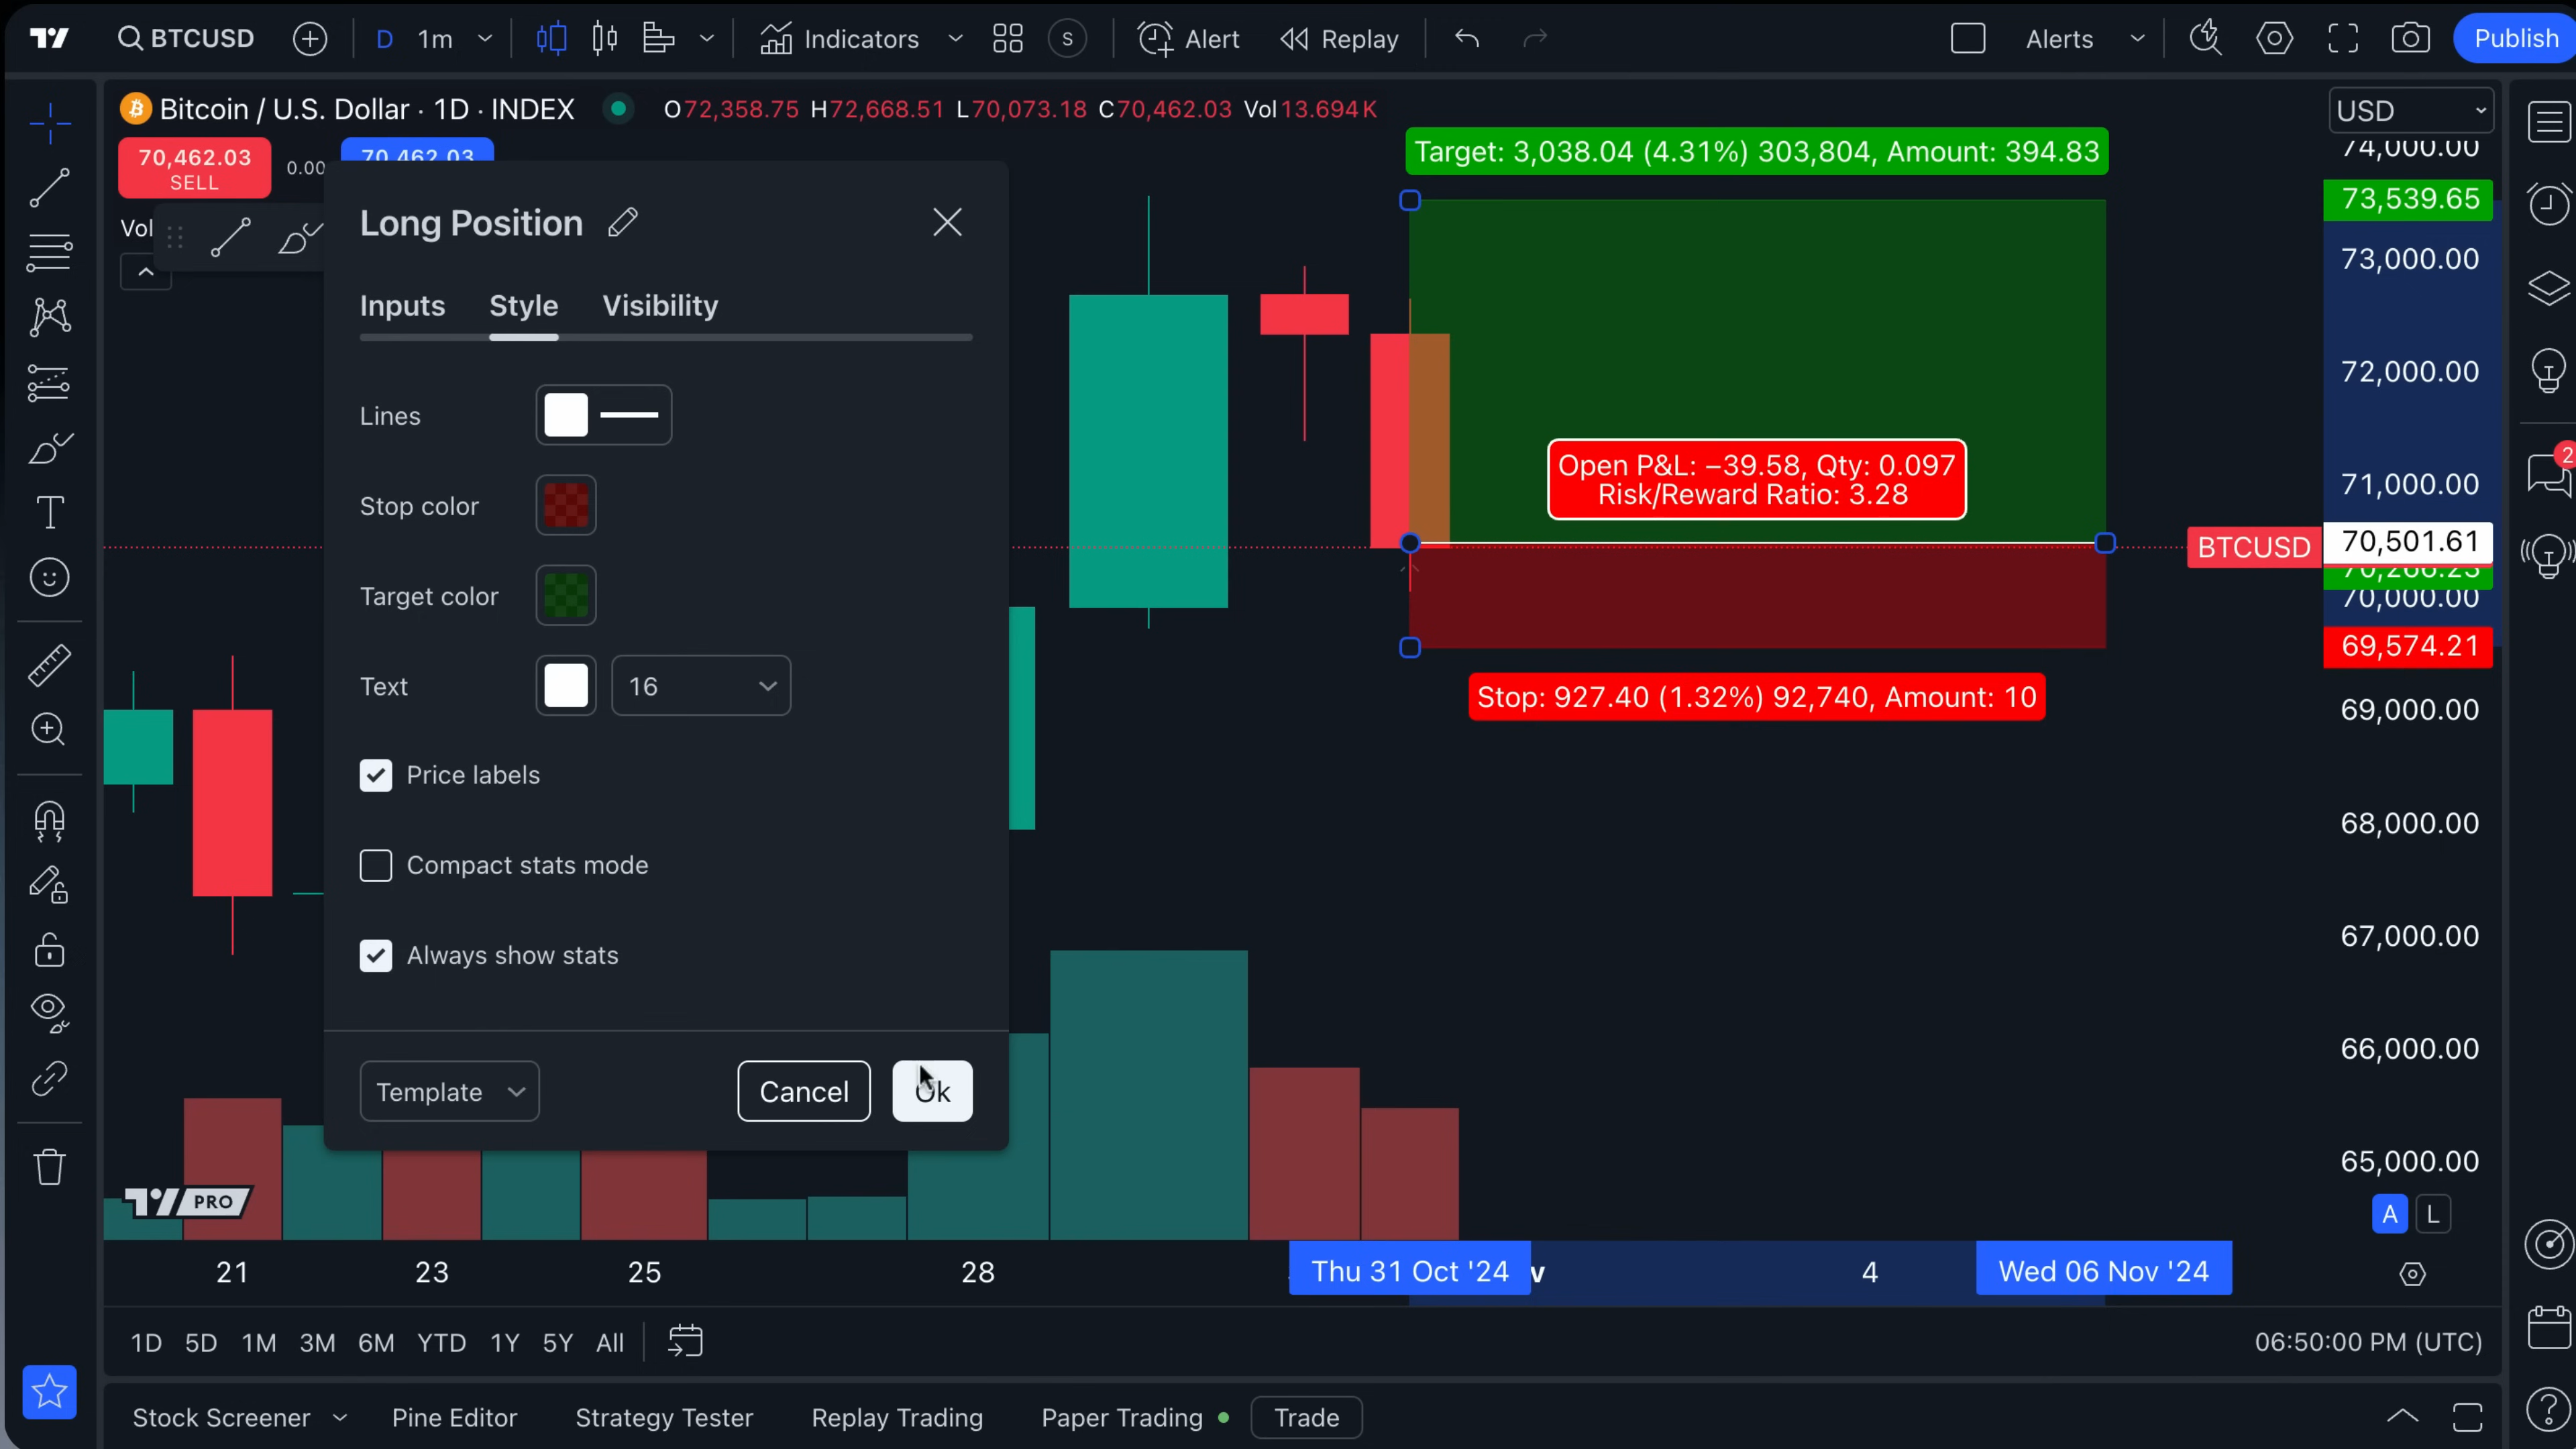 BTCUSD
D
1m
Indicators
S
Alert
Replay
Alerts
Publish
Bitcoin / U.S. Dollar · 1D · INDEX
O72,358.75 H72,668.51 L70,073.18 C70,462.03 Vol13.694K
USD
70,462.03
SELL
0.00
70,462.03
Vol
Long Position
Inputs
Style
Visibility
Lines
Stop color
Target color
Text
16
Price labels
Compact stats mode
Always show stats
Template
Cancel
Ok
Target: 3,038.04 (4.31%) 303,804, Amount: 394.83
Open P&L: −39.58, Qty: 0.097
Risk/Reward Ratio: 3.28
Stop: 927.40 (1.32%) 92,740, Amount: 10
74,000.00
73,539.65
73,000.00
72,000.00
71,000.00
BTCUSD
70,501.61
70,266.23
70,000.00
69,574.21
69,000.00
68,000.00
67,000.00
66,000.00
65,000.00
A
L
2
PRO
21
23
25
28
Thu 31 Oct '24
v
4
Wed 06 Nov '24
1D
5D
1M
3M
6M
YTD
1Y
5Y
All
06:50:00 PM (UTC)
Stock Screener
Pine Editor
Strategy Tester
Replay Trading
Paper Trading
Trade